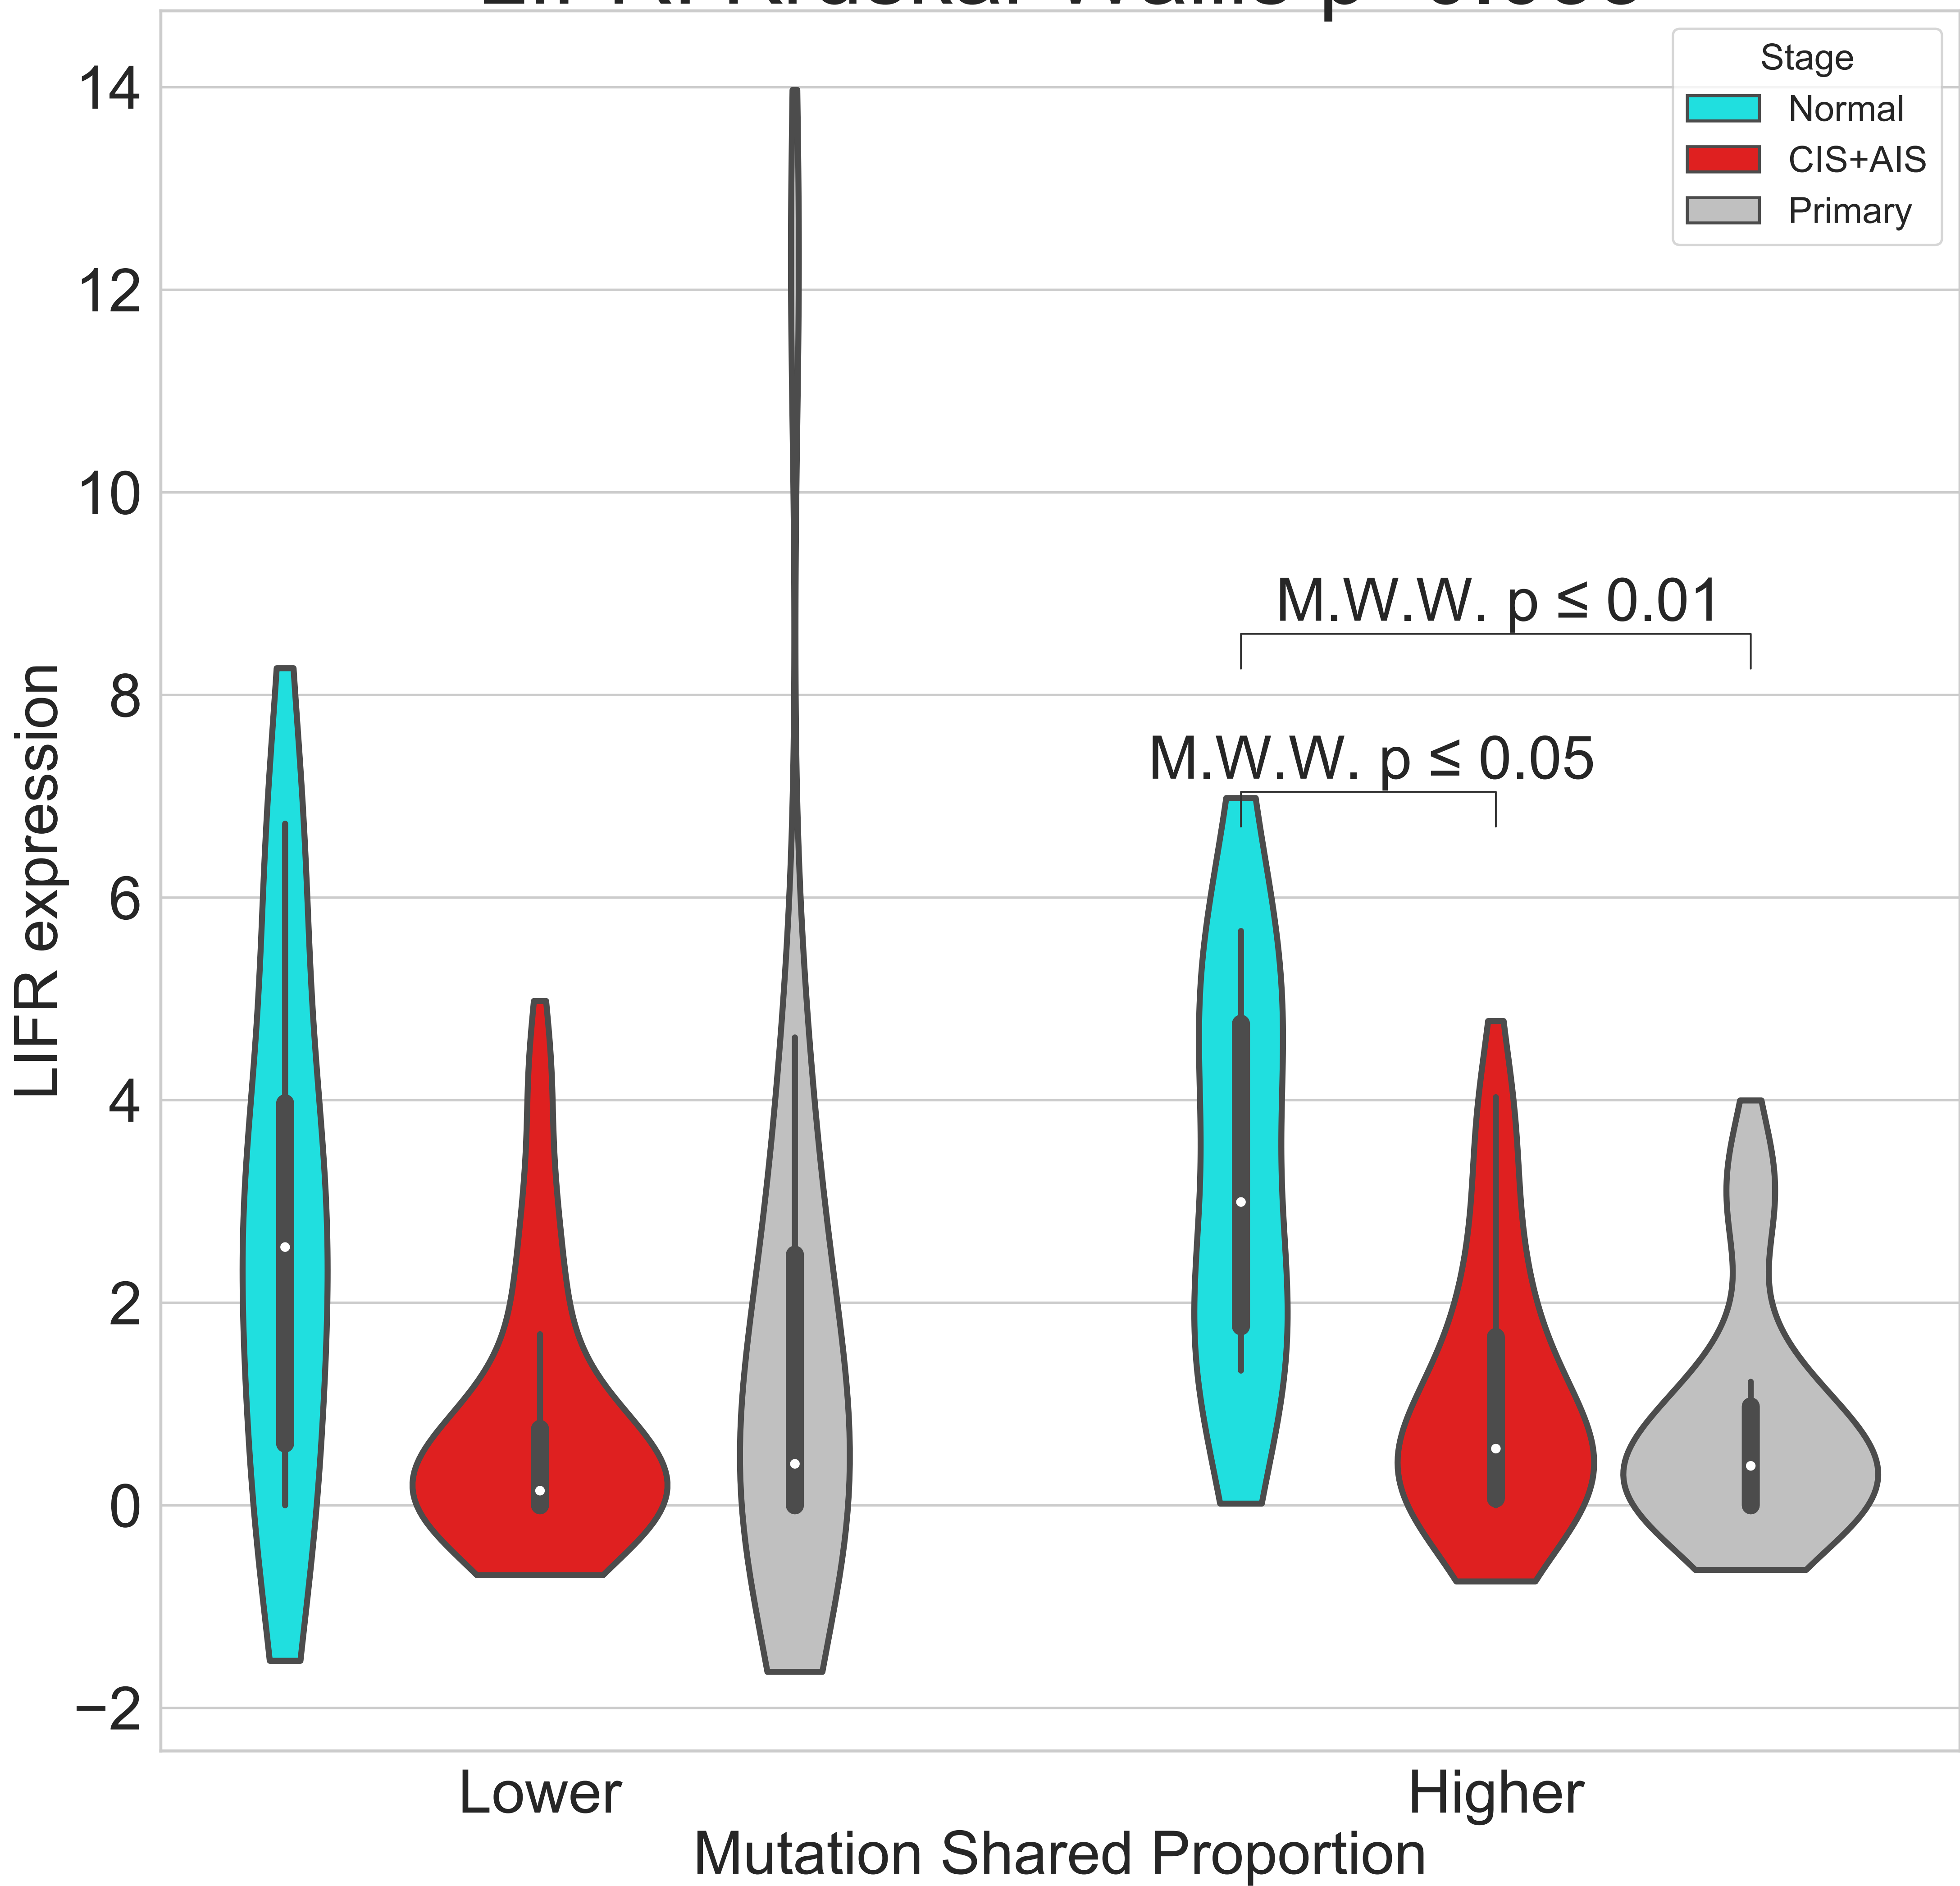 Stage
Normal
CIS+AIS
Primary
14
12
10
8
6
4
2
0
−2
LIFR expression
M.W.W. p ≤ 0.01
M.W.W. p ≤ 0.05
Lower
Higher
Mutation Shared Proportion